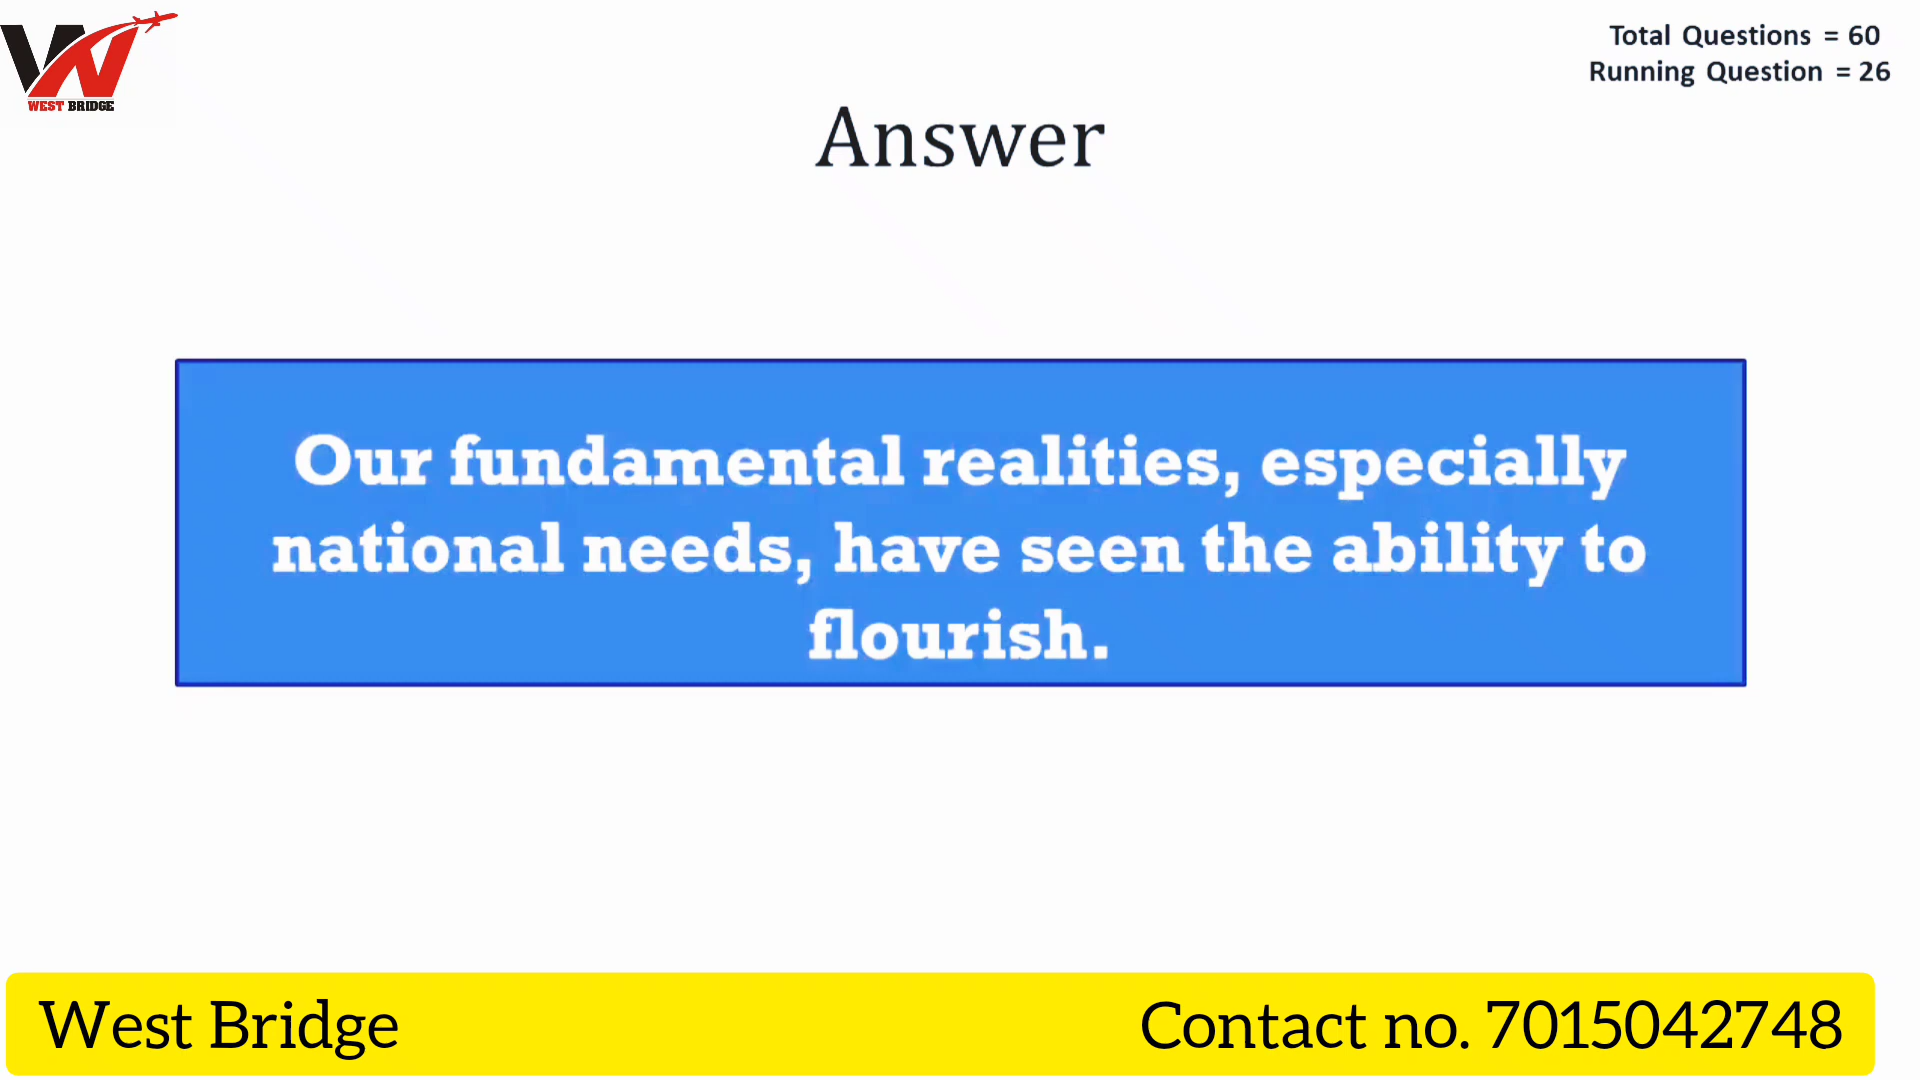 WEST BRIDGE
Total Questions = 60
Running Question = 26
Answer
Our fundamental realities, especially
national needs, have seen the ability to
flourish.
West Bridge
Contact no. 7015042748